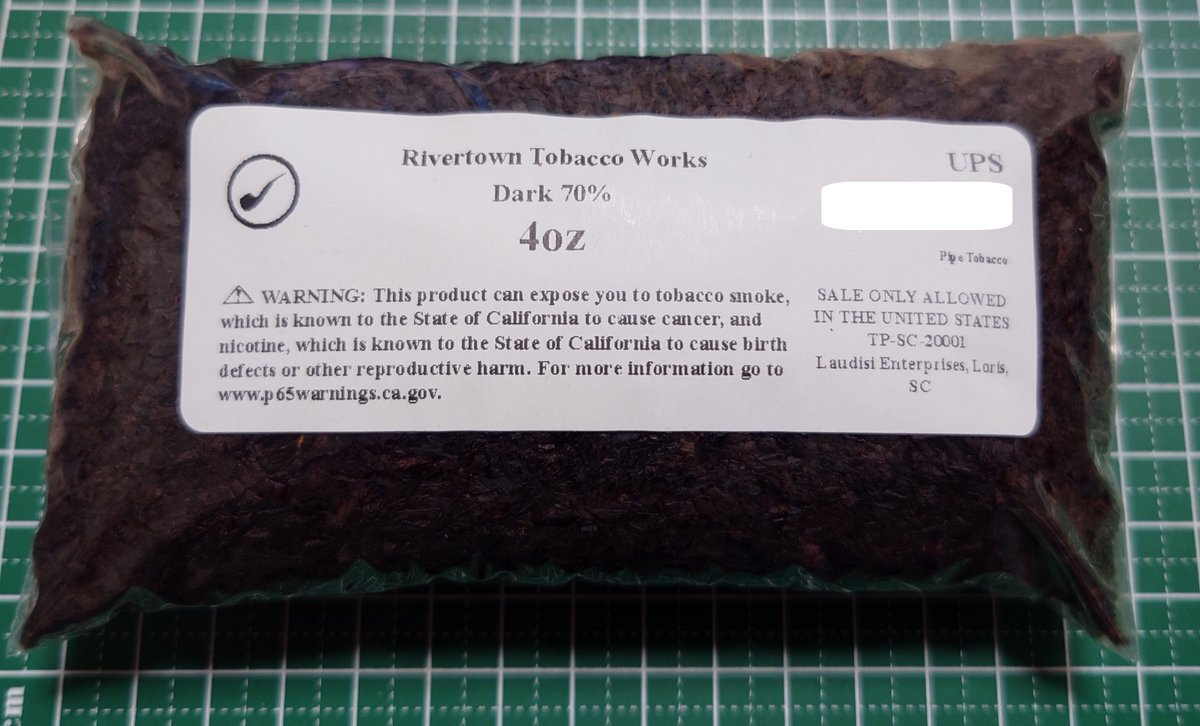 Rivertown Tobacco Works
Dark 70%
4oz
UPS
Pipe Tobacco
⚠ WARNING: This product can expose you to tobacco smoke,
which is known to the State of California to cause cancer, and
nicotine, which is known to the State of California to cause birth
defects or other reproductive harm. For more information go to
www.p65warnings.ca.gov.
SALE ONLY ALLOWED
IN THE UNITED STATES
TP-SC-20001
Laudisi Enterprises, Loris,
SC
cm